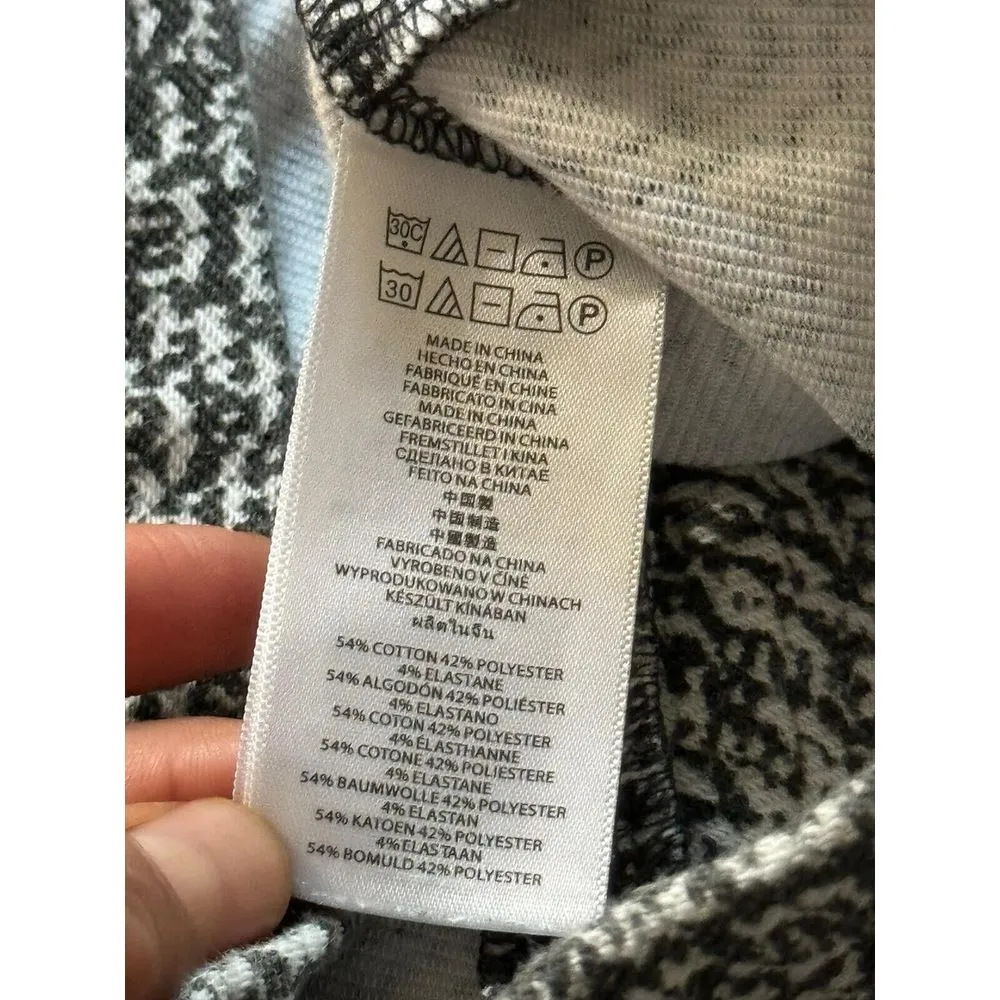 30C P
30 P
MADE IN CHINA
HECHO EN CHINA
FABRIQUÉ EN CHINE
FABBRICATO IN CINA
MADE IN CHINA
GEFABRICEERD IN CHINA
FREMSTILLET I KINA
СДЕЛАНО В КИТАЕ
FEITO NA CHINA
中国製
中国制造
中國製造
FABRICADO NA CHINA
VYROBENO V ČÍNĚ
WYPRODUKOWANO W CHINACH
KÉSZÜLT KÍNÁBAN
ผลิตในจีน
54% COTTON 42% POLYESTER
4% ELASTANE
54% ALGODÓN 42% POLIÉSTER
4% ELASTANO
54% COTON 42% POLYESTER
4% ÉLASTHANNE
54% COTONE 42% POLIESTERE
4% ELASTANE
54% BAUMWOLLE 42% POLYESTER
4% ELASTAN
54% KATOEN 42% POLYESTER
4% ELASTAAN
54% BOMULD 42% POLYESTER